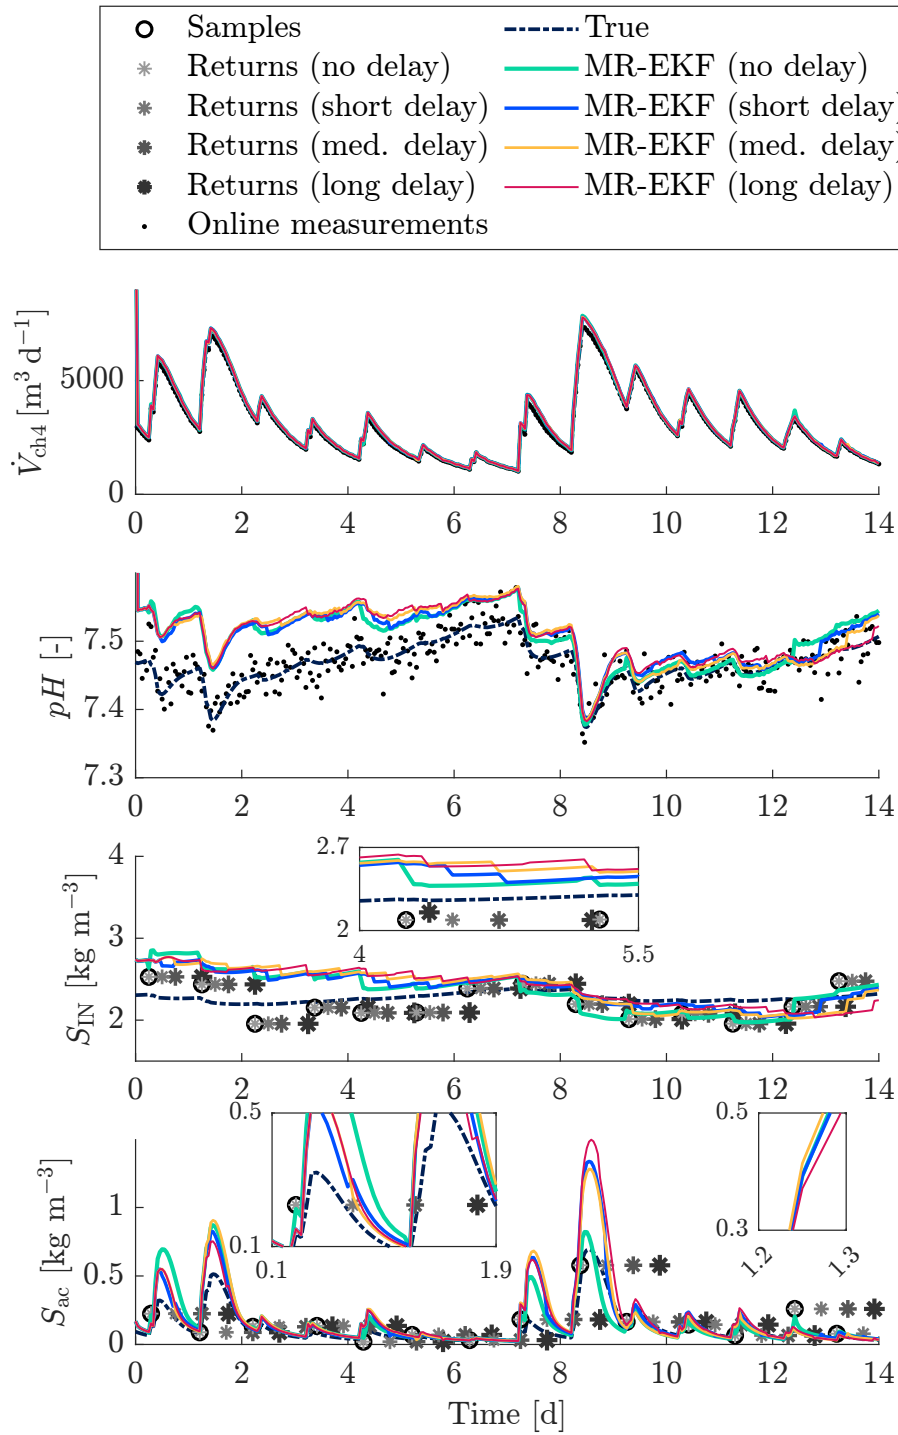 Samples
True
Returns (no delay)
MR-EKF (no delay)
Returns (short delay)
MR-EKF (short delay)
Returns (med. delay)
MR-EKF (med. delay)
Returns (long delay)
MR-EKF (long delay)
Online measurements
V̇ch4 [m³ d⁻¹]
5000
0
0 2 4 6 8 10 12 14
pH [-]
7.5
7.4
7.3
0 2 4 6 8 10 12 14
S_IN [kg m⁻³]
4
3
2
2.7
2
4 5.5
0 2 4 6 8 10 12 14
S_ac [kg m⁻³]
1
0.5
0
0.5
0.1
0.1 1.9
0.5
0.3
1.2 1.3
0 2 4 6 8 10 12 14
Time [d]